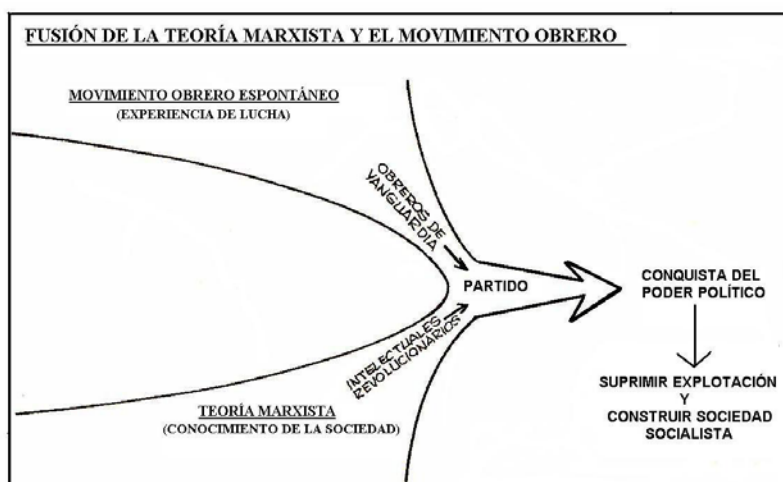 FUSIÓN DE LA TEORÍA MARXISTA Y EL MOVIMIENTO OBRERO
MOVIMIENTO OBRERO ESPONTÁNEO
(EXPERIENCIA DE LUCHA)
OBREROS DE
VANGUARDIA
PARTIDO
CONQUISTA DEL
PODER POLÍTICO
INTELECTUALES
REVOLUCIONARIOS
SUPRIMIR EXPLOTACIÓN
Y
CONSTRUIR SOCIEDAD
SOCIALISTA
TEORÍA MARXISTA
(CONOCIMIENTO DE LA SOCIEDAD)